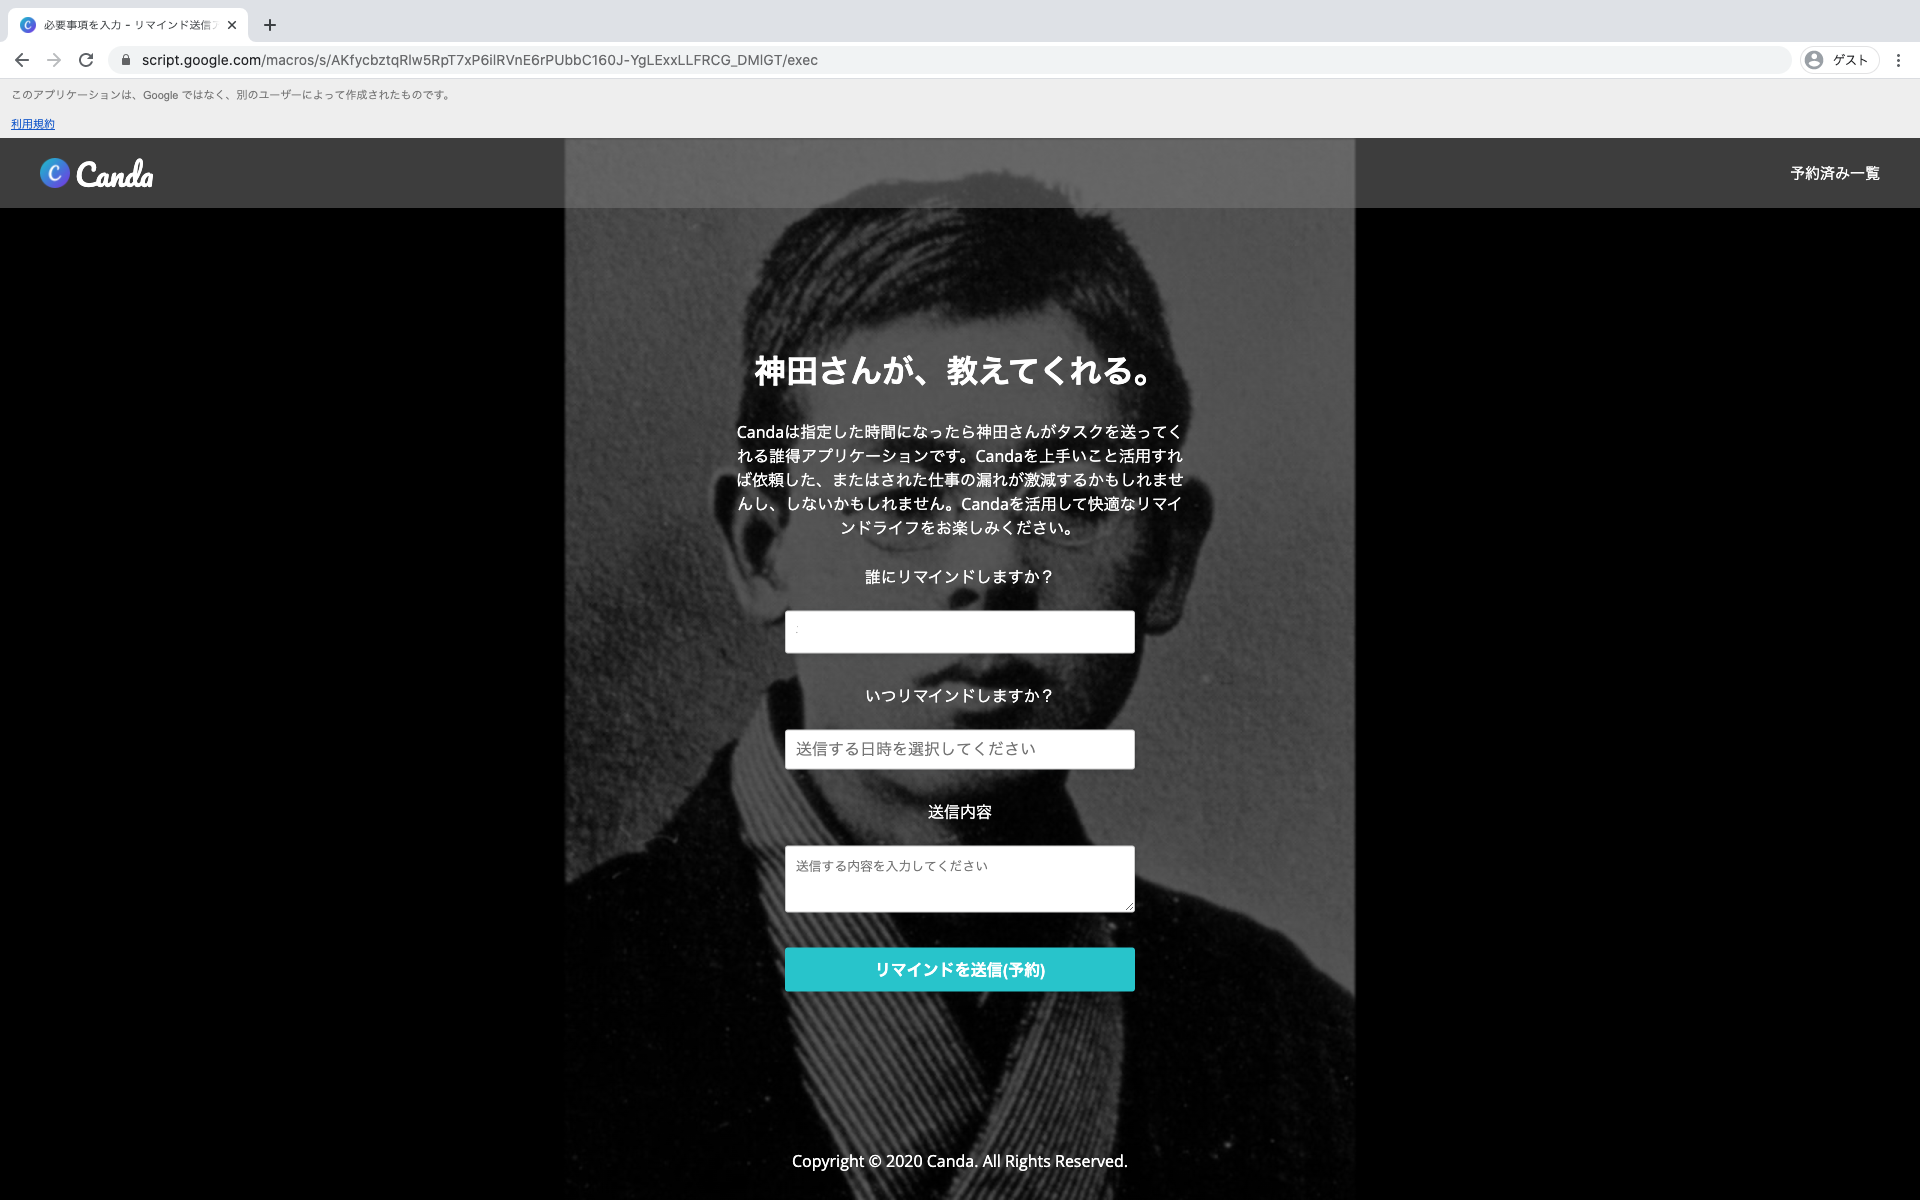 必要事項を入力 - リマインド送信
script.google.com/macros/s/AKfycbztqRlw5RpT7xP6ilRVnE6rPUbbC160J-YgLExxLLFRCG_DMlGT/exec
ゲスト
このアプリケーションは、Google ではなく、別のユーザーによって作成されたものです。
利用規約
C Canda
予約済み一覧
神田さんが、教えてくれる。
Candaは指定した時間になったら神田さんがタスクを送ってく
れる誰得アプリケーションです。Candaを上手いこと活用すれ
ば依頼した、またはされた仕事の漏れが激減するかもしれませ
んし、しないかもしれません。Candaを活用して快適なリマイ
ンドライフをお楽しみください。
誰にリマインドしますか？
いつリマインドしますか？
送信する日時を選択してください
送信内容
送信する内容を入力してください
リマインドを送信(予約)
Copyright © 2020 Canda. All Rights Reserved.